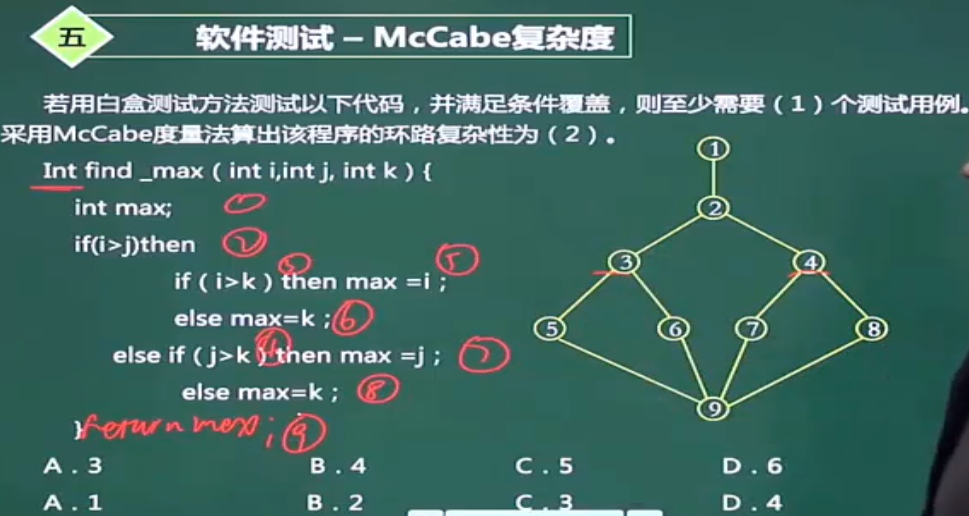 五
软件测试 – McCabe复杂度
若用白盒测试方法测试以下代码，并满足条件覆盖，则至少需要（1）个测试用例。
采用McCabe度量法算出该程序的环路复杂性为（2）。
Int find _max ( int i,int j, int k ) {
int max; ①
if(i>j)then ②
if ( i>k ) then max =i ; ③ ⑤
else max=k ; ⑥
else if ( j>k ) then max =j ; ④ ⑦
else max=k ; ⑧
} return max; ⑨
①
②
③ ④
⑤ ⑥ ⑦ ⑧
⑨
A . 3 B . 4 C . 5 D . 6
A . 1 B . 2 C . 3 D . 4